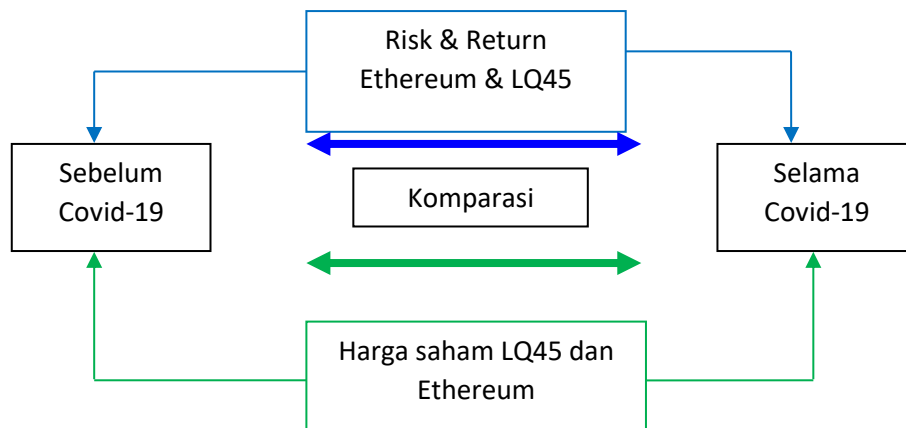 Risk & Return
Ethereum & LQ45
Sebelum
Covid-19
Komparasi
Selama
Covid-19
Harga saham LQ45 dan
Ethereum